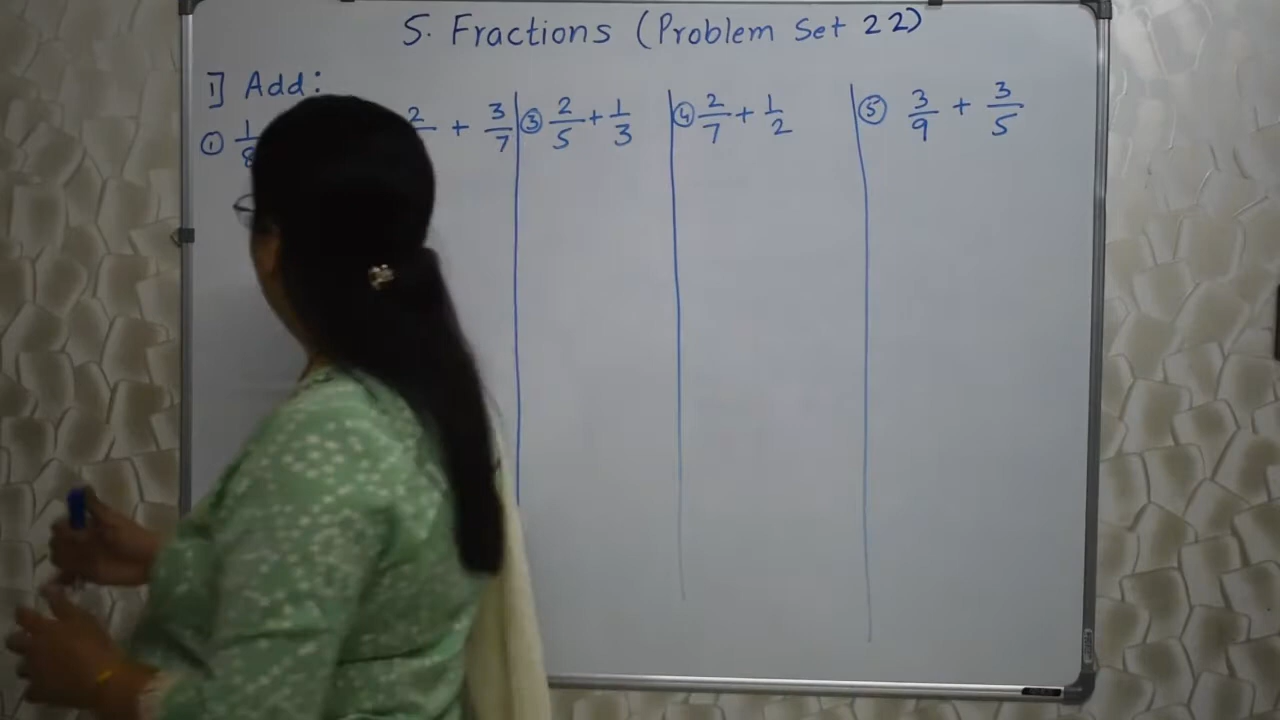 5. Fractions (Problem Set 22)
1] Add:
① 1/8
2/ + 3/7
③ 2/5 + 1/3
④ 2/7 + 1/2
⑤ 3/9 + 3/5